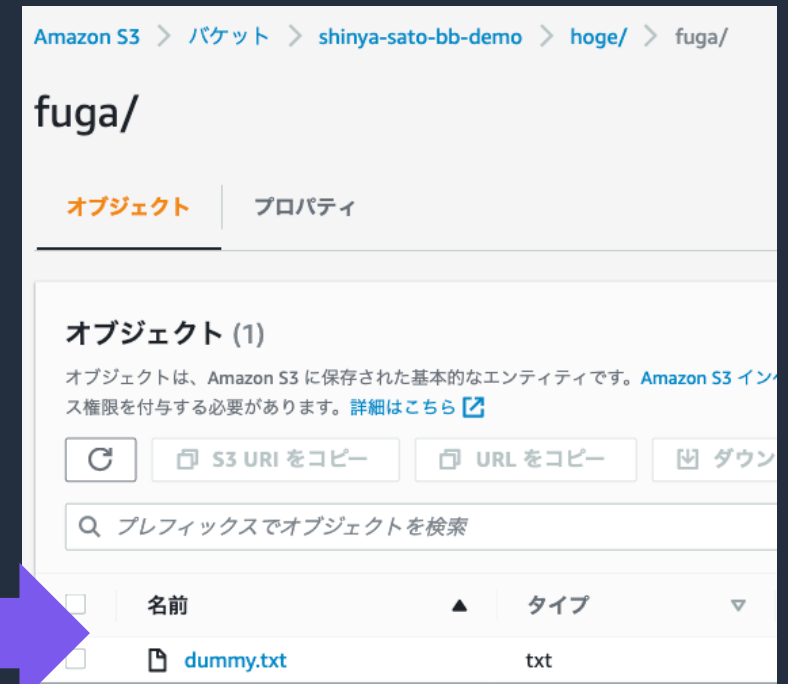 Amazon S3 > バケット > shinya-sato-bb-demo > hoge/ > fuga/
fuga/
オブジェクト プロパティ
オブジェクト (1)
オブジェクトは、Amazon S3 に保存された基本的なエンティティです。Amazon S3 イン
ス権限を付与する必要があります。詳細はこちら
S3 URI をコピー URL をコピー ダウン
プレフィックスでオブジェクトを検索
名前 タイプ
dummy.txt txt